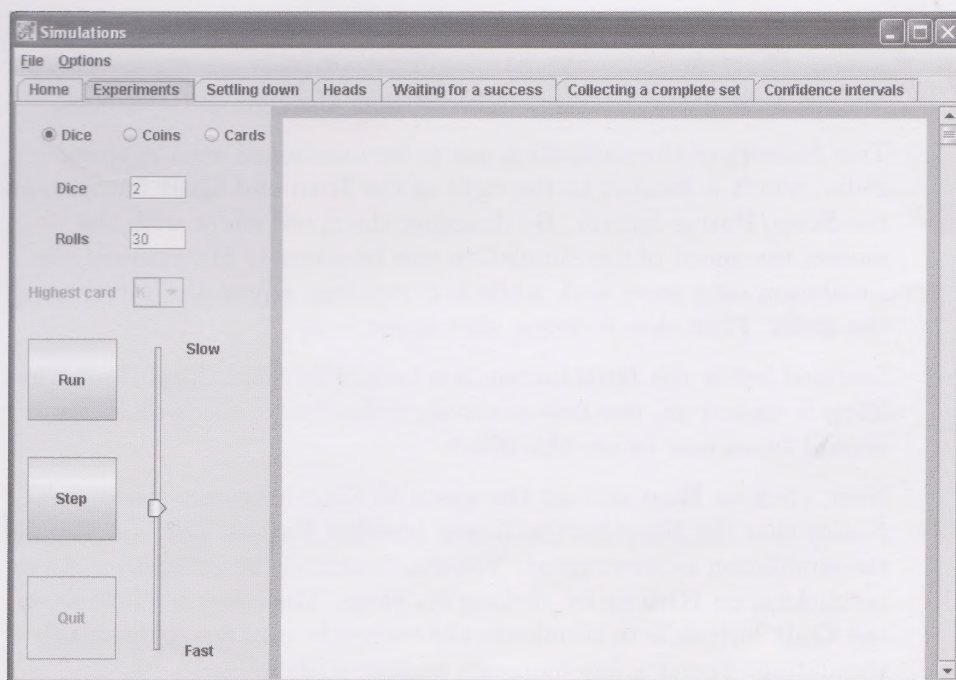 Simulations
File Options
Home Experiments Settling down Heads Waiting for a success Collecting a complete set Confidence intervals
Dice Coins Cards
Dice 2
Rolls 30
Highest card K
Slow
Run
Step
Quit
Fast